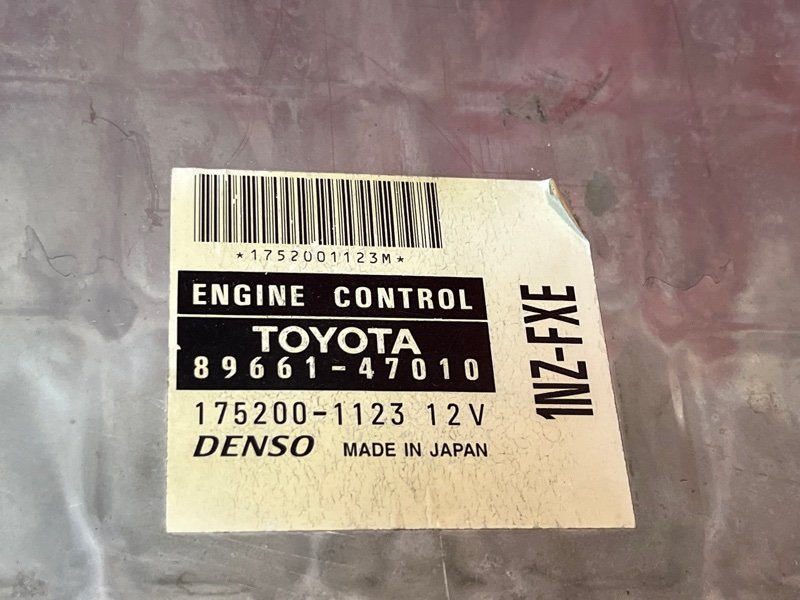 *1752001123M*
ENGINE CONTROL
TOYOTA
89661-47010
175200-1123 12V
DENSO MADE IN JAPAN
1NZ-FXE